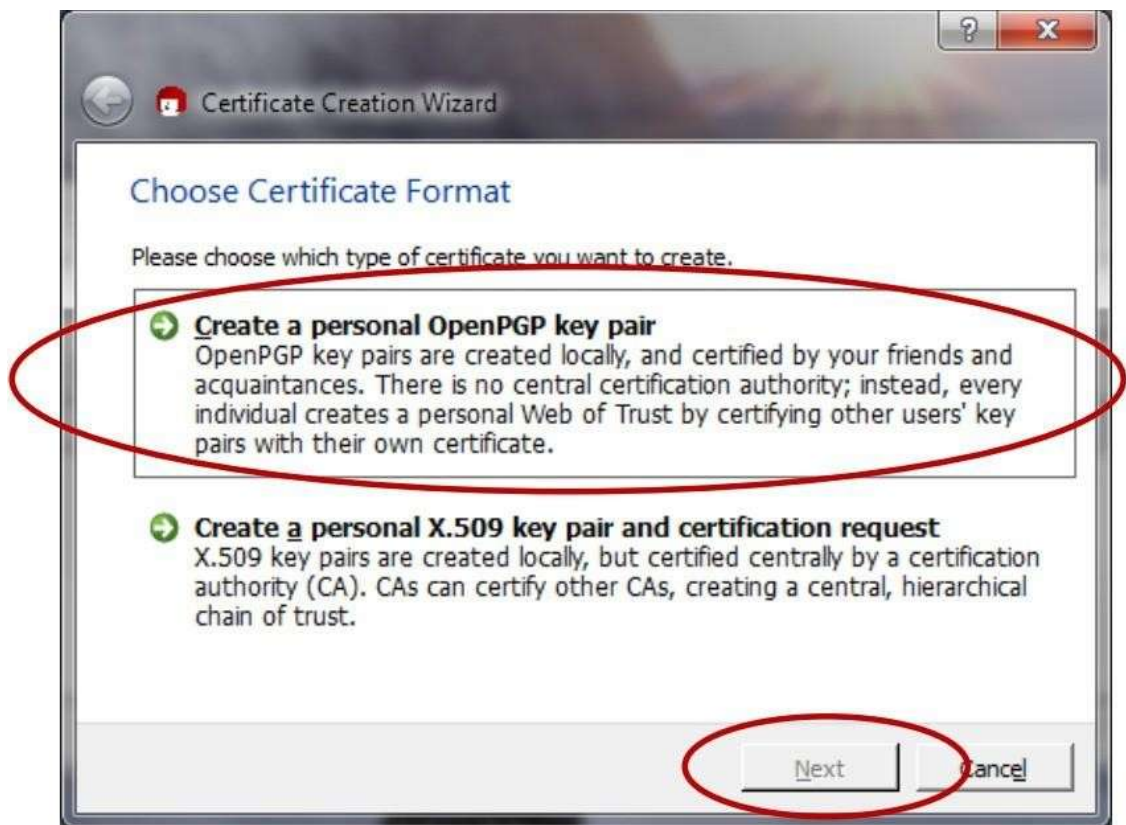 Certificate Creation Wizard
Choose Certificate Format
Please choose which type of certificate you want to create.
Create a personal OpenPGP key pair
OpenPGP key pairs are created locally, and certified by your friends and
acquaintances. There is no central certification authority; instead, every
individual creates a personal Web of Trust by certifying other users' key
pairs with their own certificate.
Create a personal X.509 key pair and certification request
X.509 key pairs are created locally, but certified centrally by a certification
authority (CA). CAs can certify other CAs, creating a central, hierarchical
chain of trust.
Next Cancel